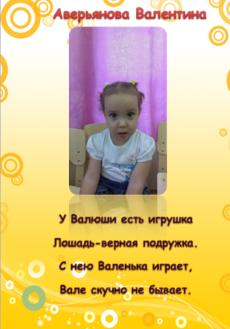 Аверьянова Валентина
У Валюши есть игрушка
Лошадь-верная подружка.
С нею Валенька играет,
Вале скучно не бывает.